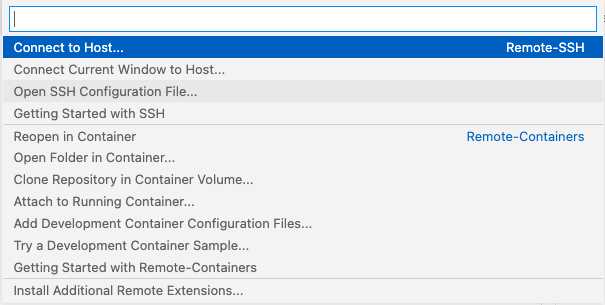 Connect to Host... Remote-SSH
Connect Current Window to Host...
Open SSH Configuration File...
Getting Started with SSH
Reopen in Container Remote-Containers
Open Folder in Container...
Clone Repository in Container Volume...
Attach to Running Container...
Add Development Container Configuration Files...
Try a Development Container Sample...
Getting Started with Remote-Containers
Install Additional Remote Extensions...